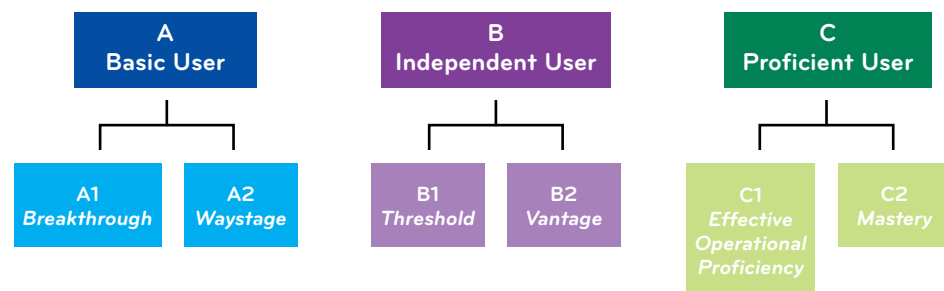 A
Basic User
B
Independent User
C
Proficient User
A1
Breakthrough
A2
Waystage
B1
Threshold
B2
Vantage
C1
Effective
Operational
Proficiency
C2
Mastery